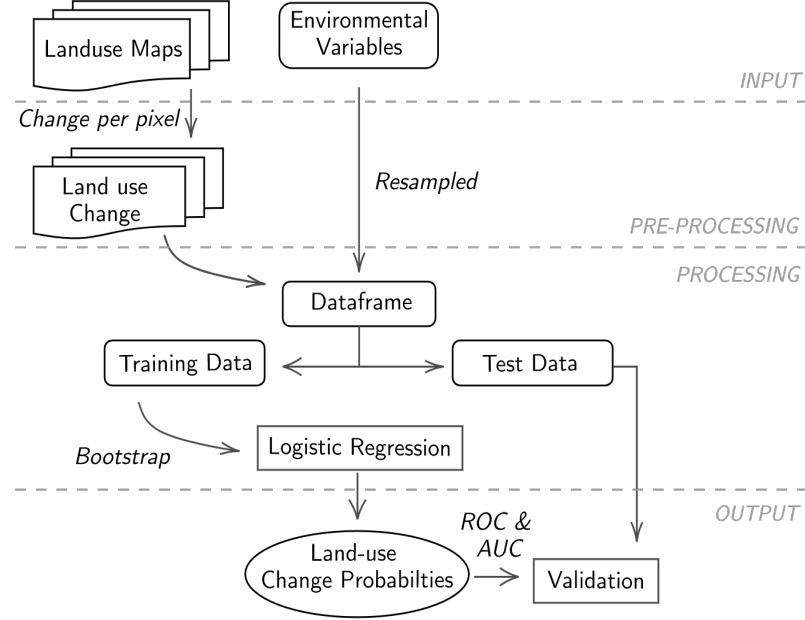 Landuse Maps
Environmental
Variables
INPUT
Change per pixel
Land use
Change
Resampled
PRE-PROCESSING
PROCESSING
Dataframe
Training Data
Test Data
Bootstrap
Logistic Regression
OUTPUT
ROC &
AUC
Land-use
Change Probabilties
Validation